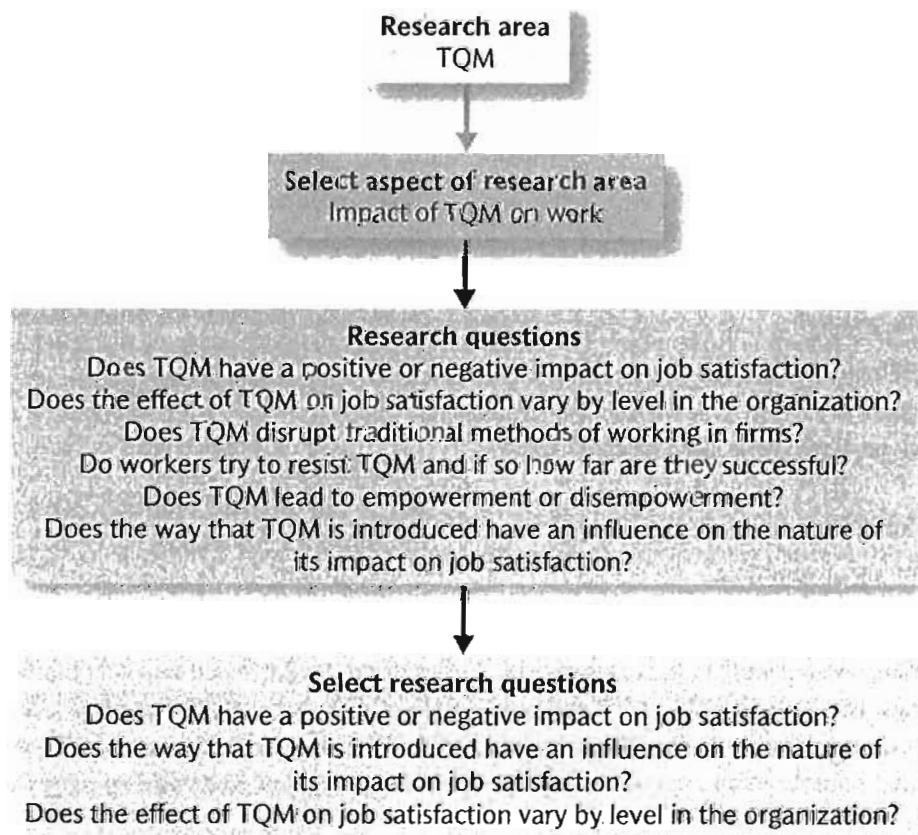 Research area
TQM
Select aspect of research area
Impact of TQM on work
Research questions
Does TQM have a positive or negative impact on job satisfaction?
Does the effect of TQM on job satisfaction vary by level in the organization?
Does TQM disrupt traditional methods of working in firms?
Do workers try to resist TQM and if so how far are they successful?
Does TQM lead to empowerment or disempowerment?
Does the way that TQM is introduced have an influence on the nature of
its impact on job satisfaction?
Select research questions
Does TQM have a positive or negative impact on job satisfaction?
Does the way that TQM is introduced have an influence on the nature of
its impact on job satisfaction?
Does the effect of TQM on job satisfaction vary by level in the organization?